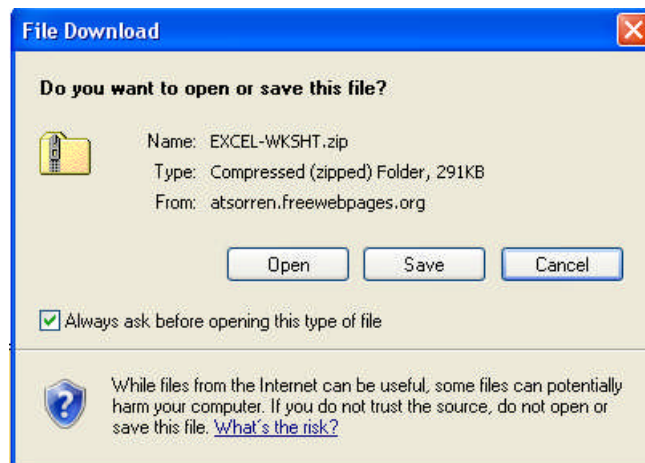 File Download
Do you want to open or save this file?
Name: EXCEL-WKSHT.zip
Type: Compressed (zipped) Folder, 291KB
From: atsorren.freewebpages.org
Open Save Cancel
Always ask before opening this type of file
While files from the Internet can be useful, some files can potentially
harm your computer. If you do not trust the source, do not open or
save this file. What's the risk?